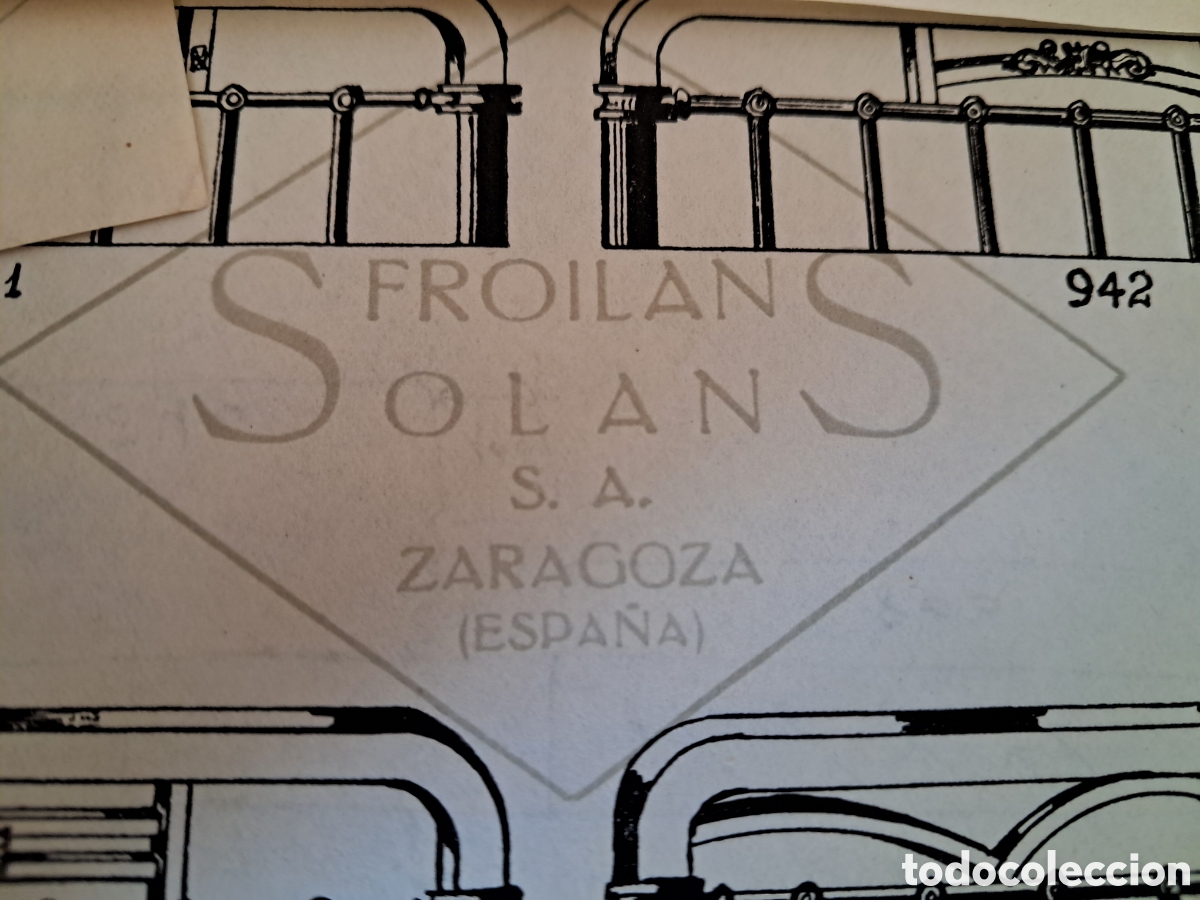 1
942
FROILAN
SOLANS
S. A.
ZARAGOZA
(ESPAÑA)
todocoleccion